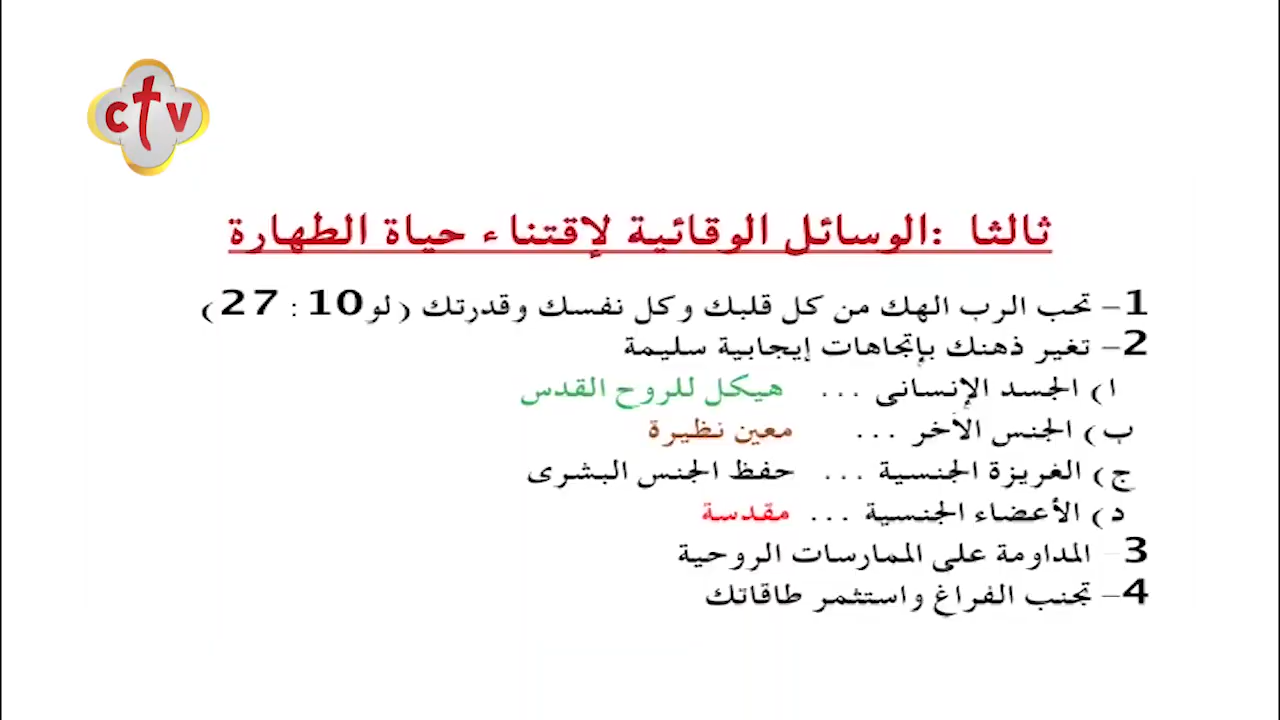 ctv
ثالثا :الوسائل الوقائية لإقتناء حياة الطهارة
1- تحب الرب الهك من كل قلبك وكل نفسك وقدرتك (لو10 : 27)
2- تغير ذهنك بإتجاهات إيجابية سليمة
ا) الجسد الإنسانى ... هيكل للروح القدس
ب) الجنس الآخر ... معين نظيرة
ج) الغريزة الجنسية ... حفظ الجنس البشرى
د) الأعضاء الجنسية ... مقدسة
3- المداومة على الممارسات الروحية
4- تجنب الفراغ واستثمر طاقاتك